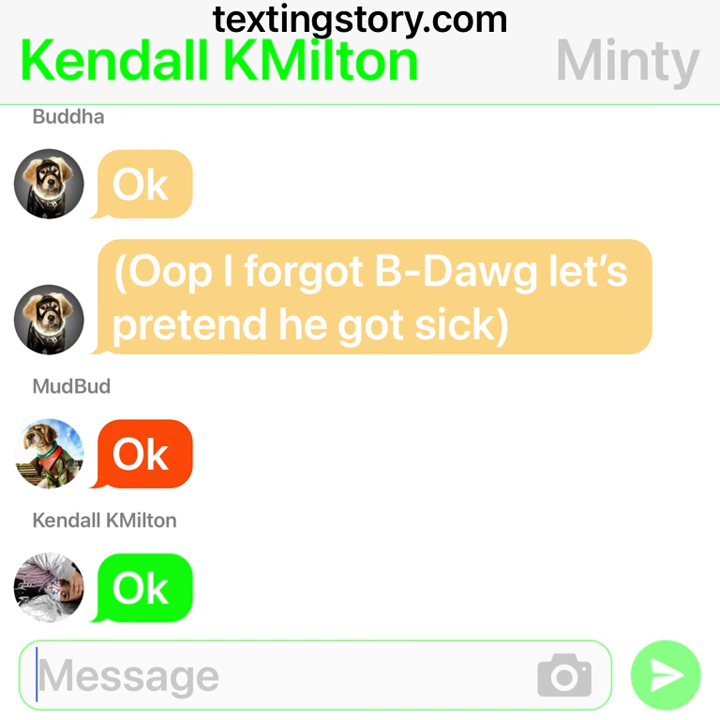 textingstory.com
Kendall KMilton Minty
Buddha
Ok
(Oop I forgot B-Dawg let’s
pretend he got sick)
MudBud
Ok
Kendall KMilton
Ok
Message